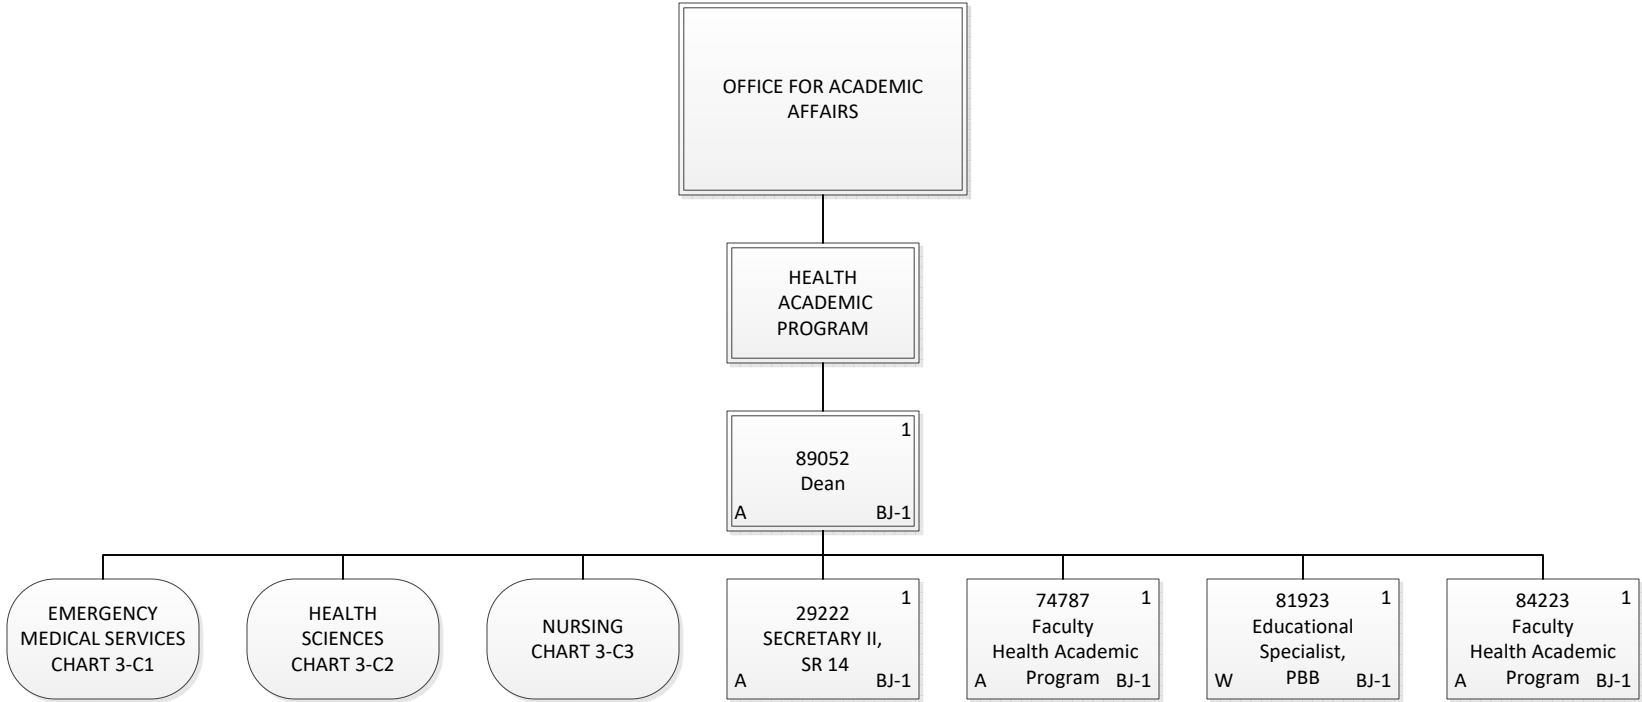 OFFICE FOR ACADEMIC
AFFAIRS
HEALTH
ACADEMIC
PROGRAM
1
89052
Dean
A BJ-1
EMERGENCY
MEDICAL SERVICES
CHART 3-C1
HEALTH
SCIENCES
CHART 3-C2
NURSING
CHART 3-C3
1
29222
SECRETARY II,
SR 14
A BJ-1
74787 1
Faculty
Health Academic
A Program BJ-1
81923 1
Educational
Specialist,
W PBB BJ-1
84223 1
Faculty
Health Academic
A Program BJ-1